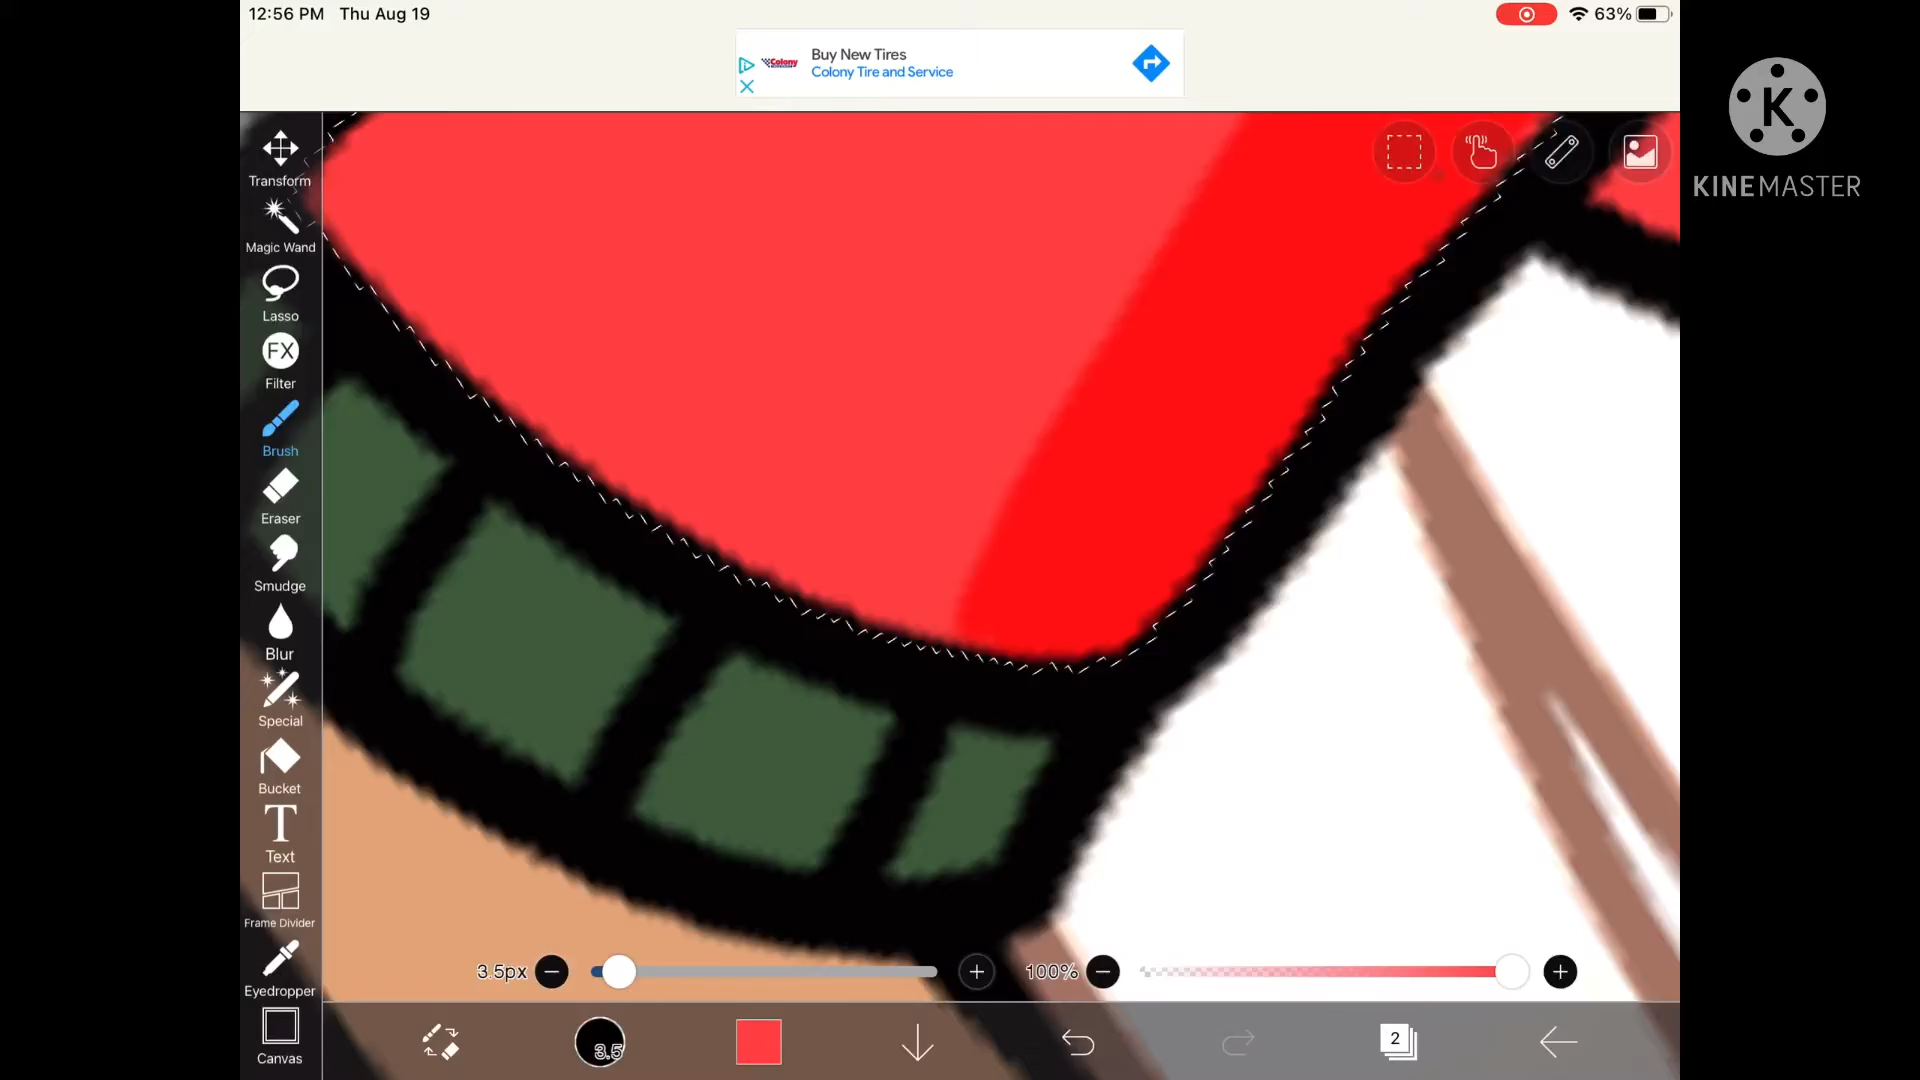 12:56 PM Thu Aug 19
63%
Buy New Tires
Colony
Colony Tire and Service
K
KINEMASTER
Transform
Magic Wand
Lasso
FX
Filter
Brush
Eraser
Smudge
Blur
Special
Bucket
T
Text
Frame Divider
Eyedropper
Canvas
3.5px
100%
3.5
2